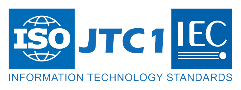 ISO JTC1 IEC
INFORMATION TECHNOLOGY STANDARDS